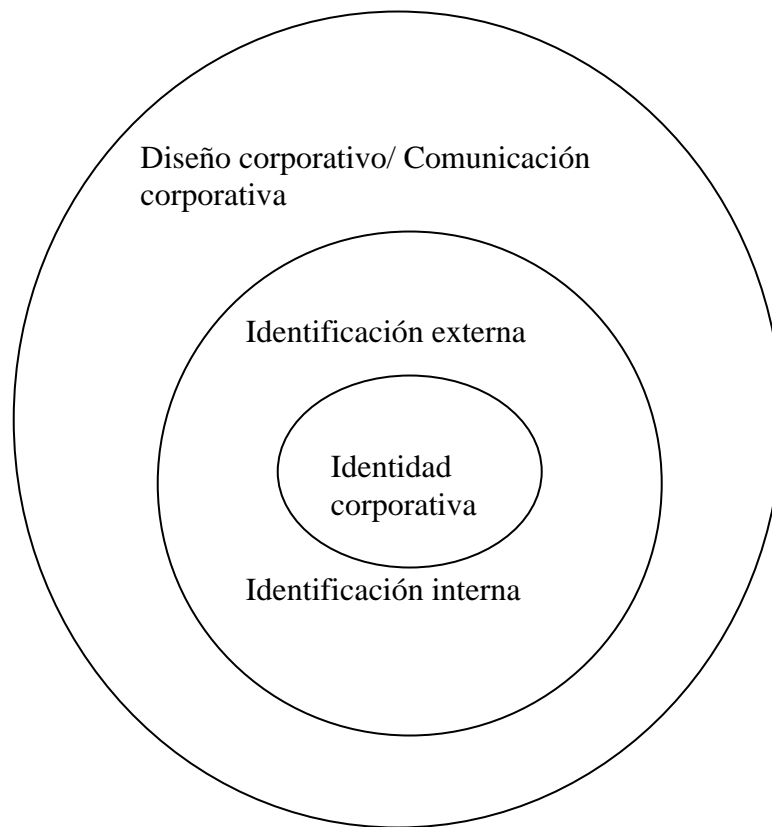 Diseño corporativo/ Comunicación
corporativa
Identificación externa
Identidad
corporativa
Identificación interna